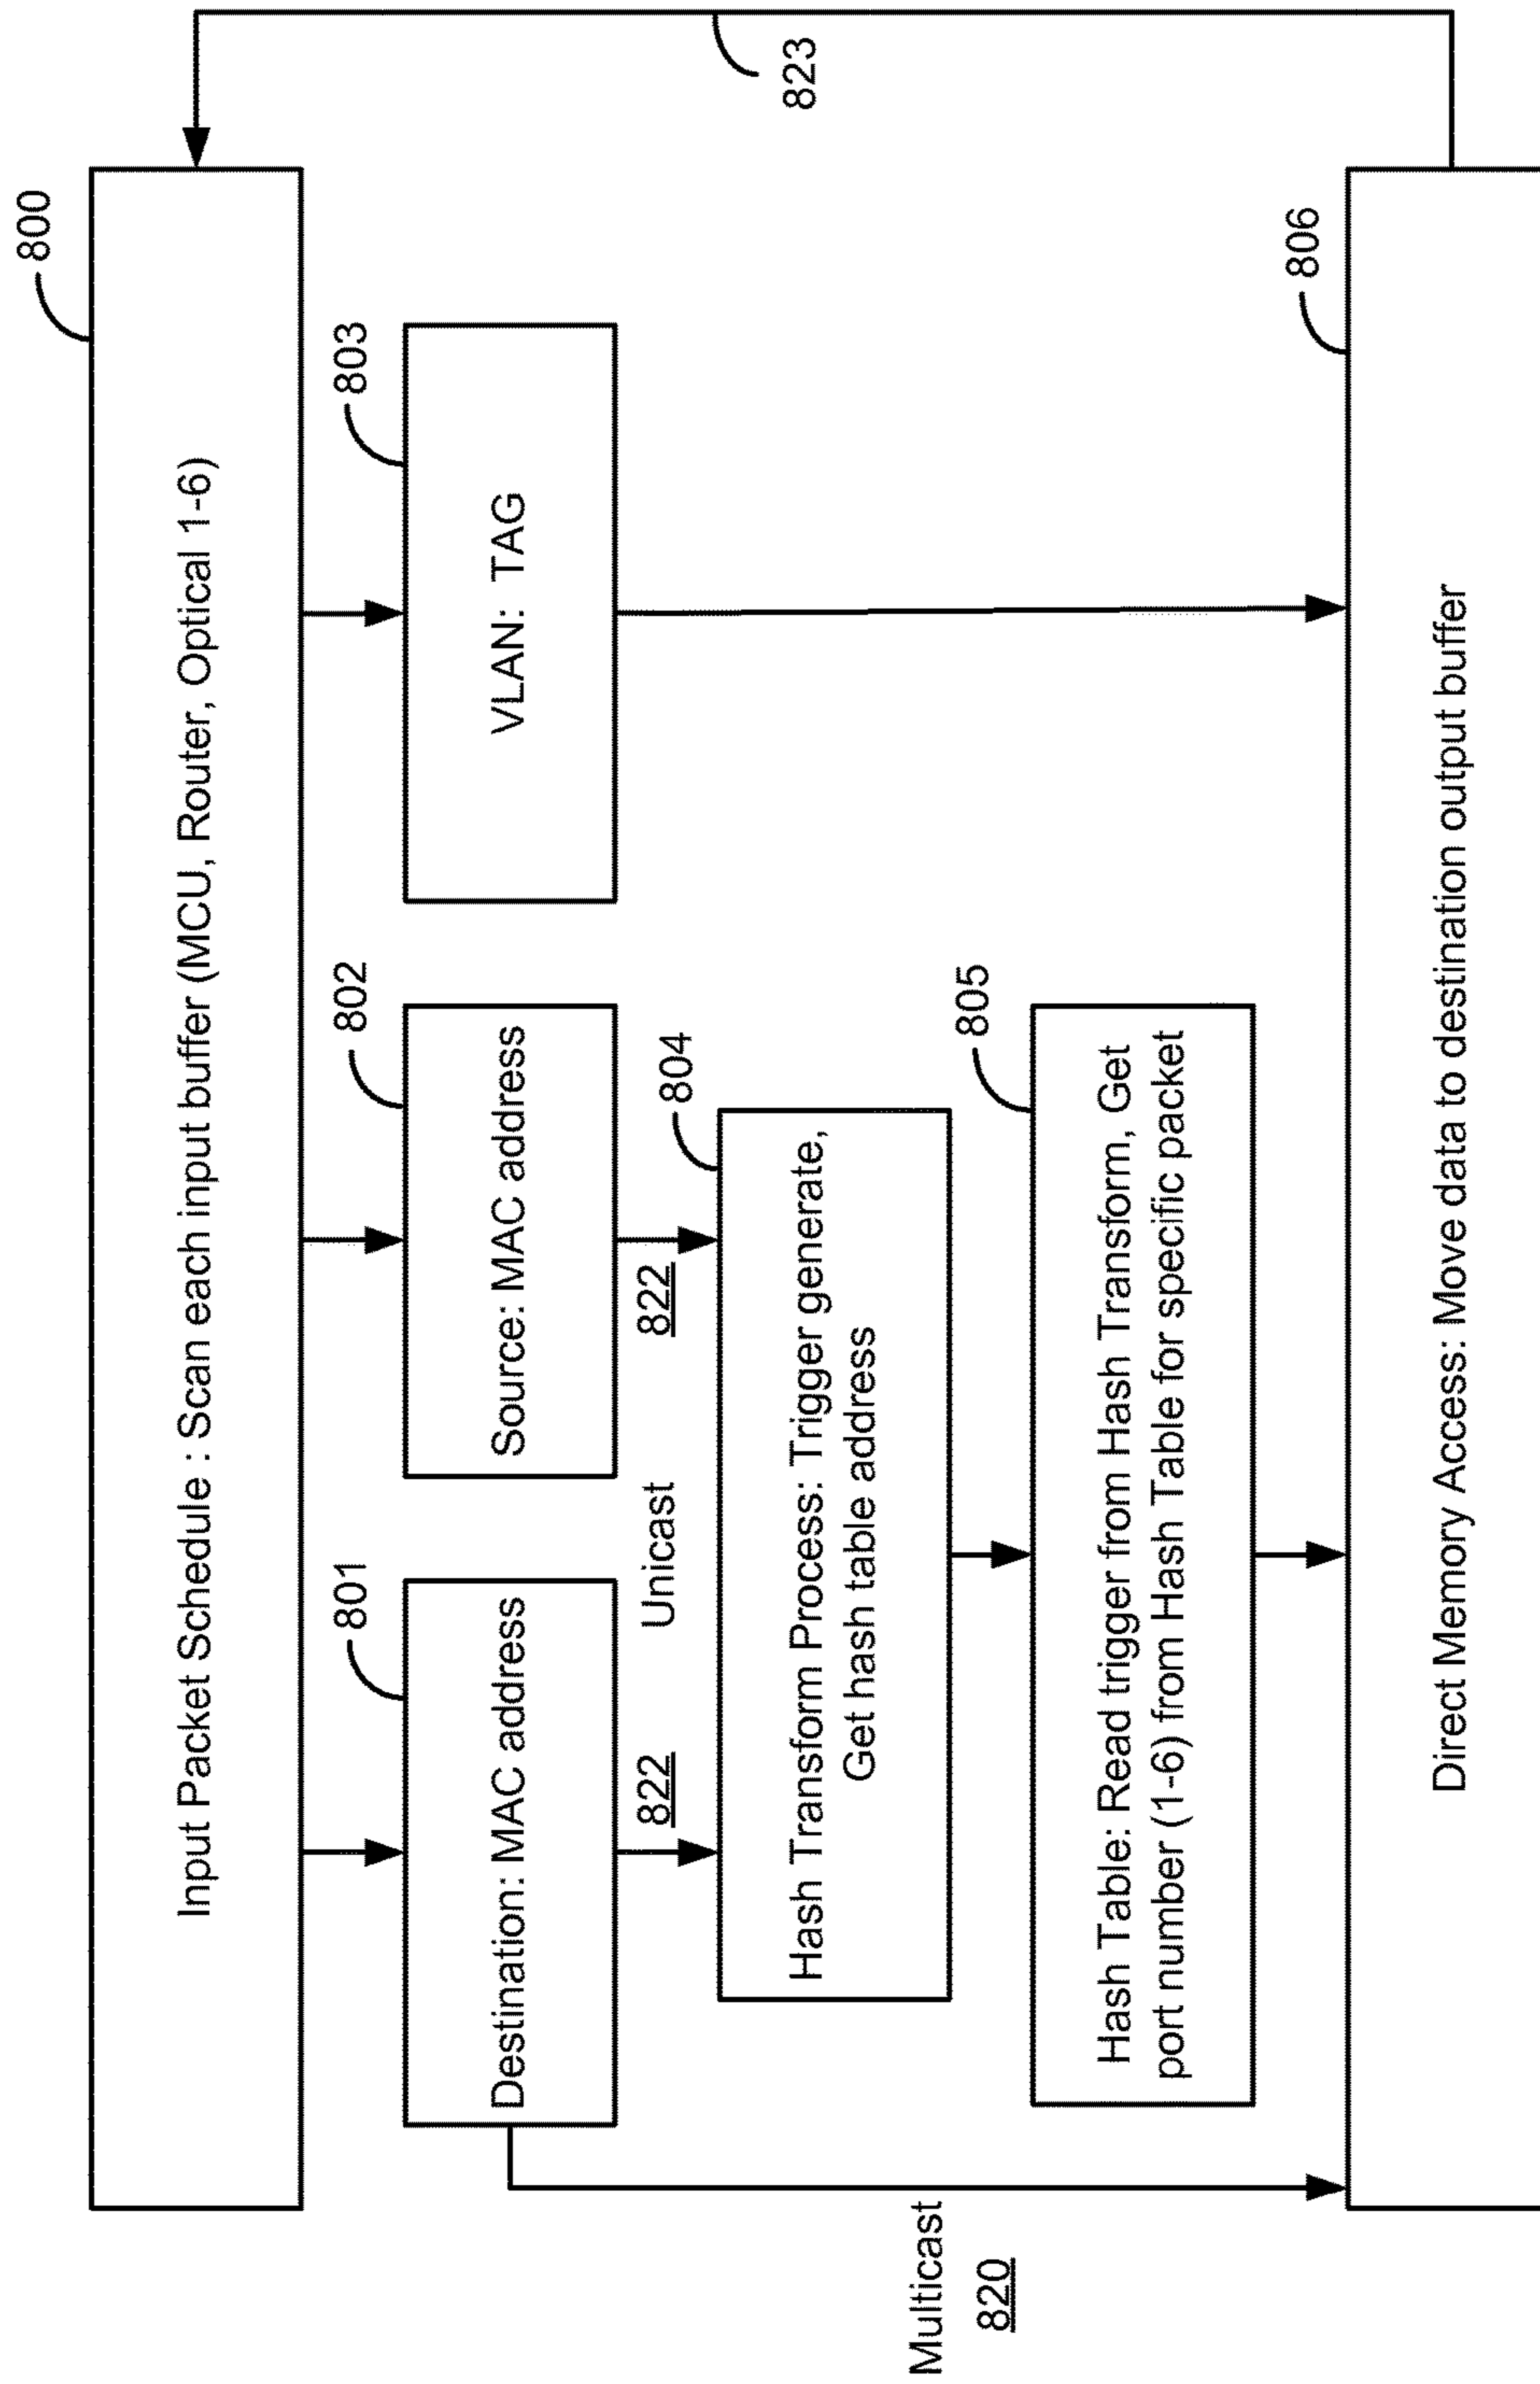 800
Input Packet Schedule : Scan each input buffer (MCU, Router, Optical 1-6)
801
802
803
Destination: MAC address
Source: MAC address
VLAN: TAG
822
Unicast
822
804
Hash Transform Process: Trigger generate,
Get hash table address
Multicast
820
805
Hash Table: Read trigger from Hash Transform, Get
port number (1-6) from Hash Table for specific packet
823
806
Direct Memory Access: Move data to destination output buffer